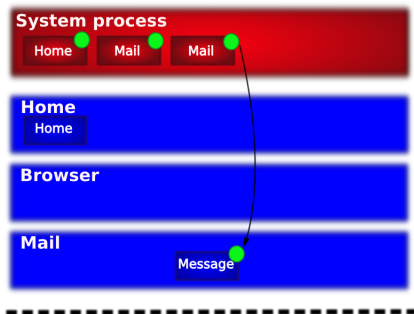 System process
Home Mail Mail
Home
Home
Browser
Mail
Message